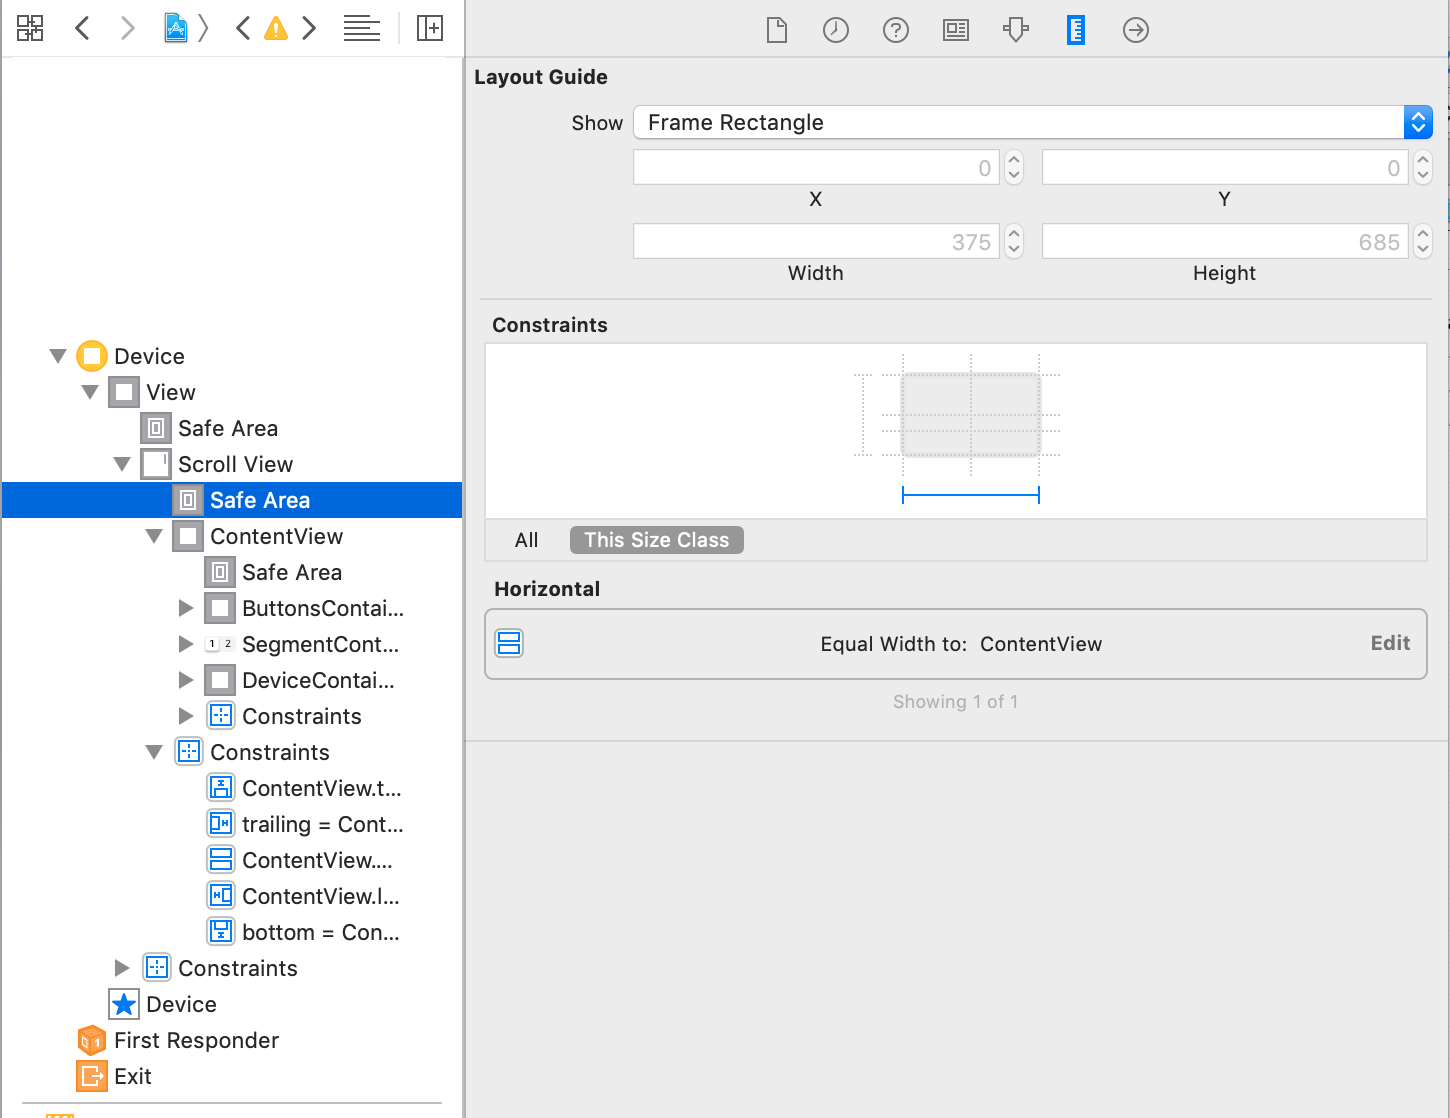 Device
View
Safe Area
Scroll View
Safe Area
ContentView
Safe Area
ButtonsContai...
1 2 SegmentCont...
DeviceContai...
Constraints
Constraints
ContentView.t...
trailing = Cont...
ContentView....
ContentView.l...
bottom = Con...
Constraints
Device
First Responder
Exit
Layout Guide
Show Frame Rectangle
0 0
X Y
375 685
Width Height
Constraints
All This Size Class
Horizontal
Equal Width to: ContentView Edit
Showing 1 of 1